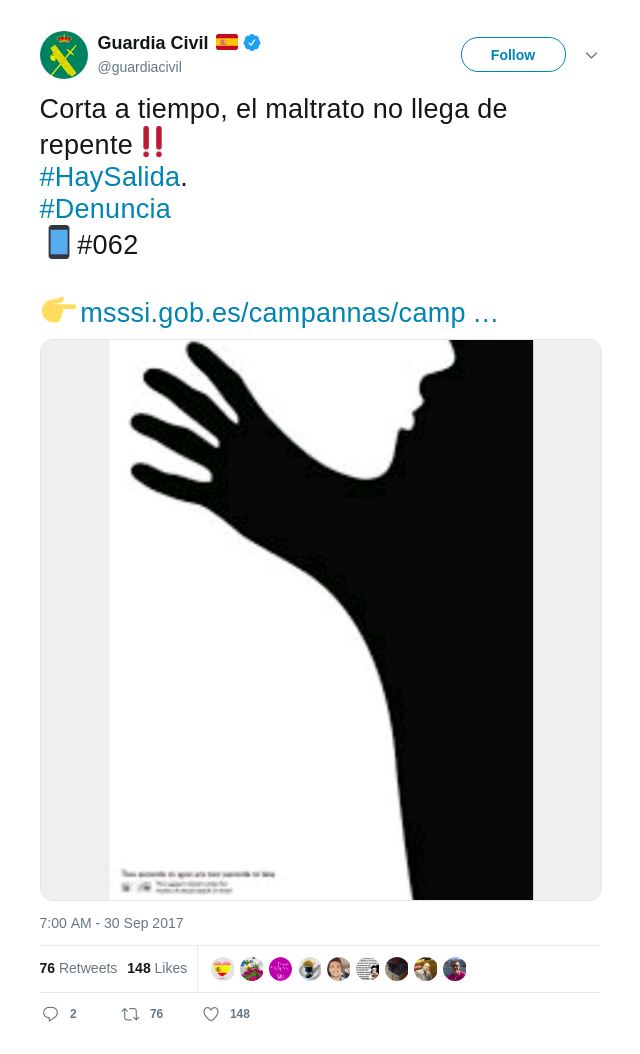 Guardia Civil 🇪🇸
@guardiacivil
Follow
Corta a tiempo, el maltrato no llega de
repente‼️
#HaySalida.
#Denuncia
📱#062
👉msssi.gob.es/campannas/camp …
7:00 AM - 30 Sep 2017
76 Retweets 148 Likes
2 76 148